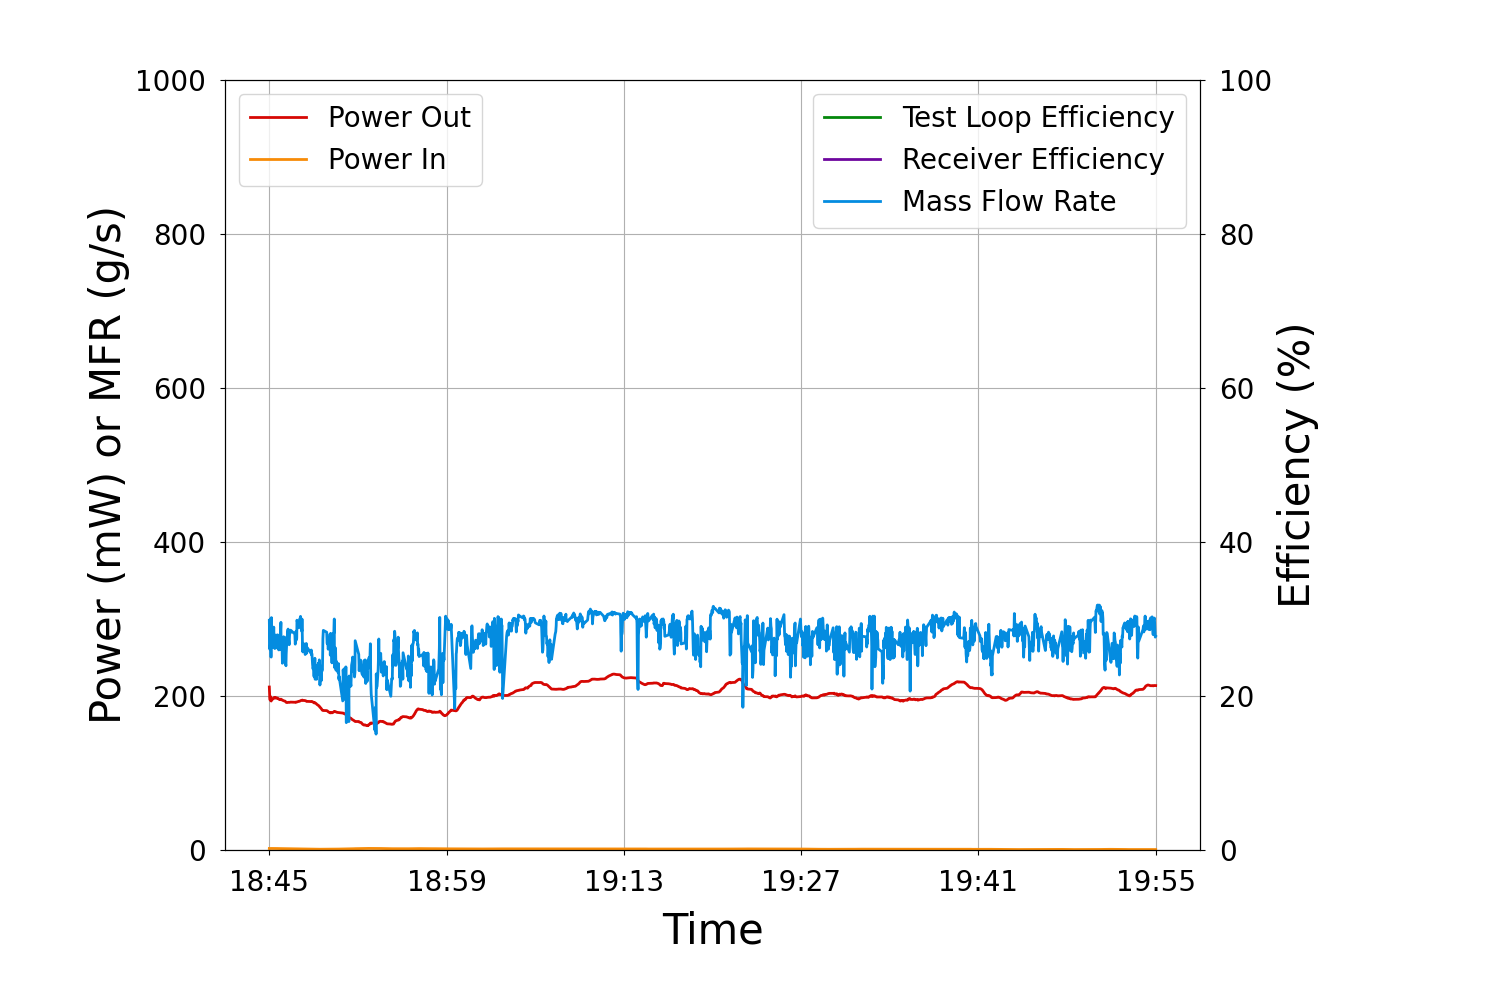 1000
800
600
400
200
0
Power (mW) or MFR (g/s)
Power Out
Power In
Test Loop Efficiency
Receiver Efficiency
Mass Flow Rate
100
80
60
40
20
0
Efficiency (%)
18:45 18:59 19:13 19:27 19:41 19:55
Time